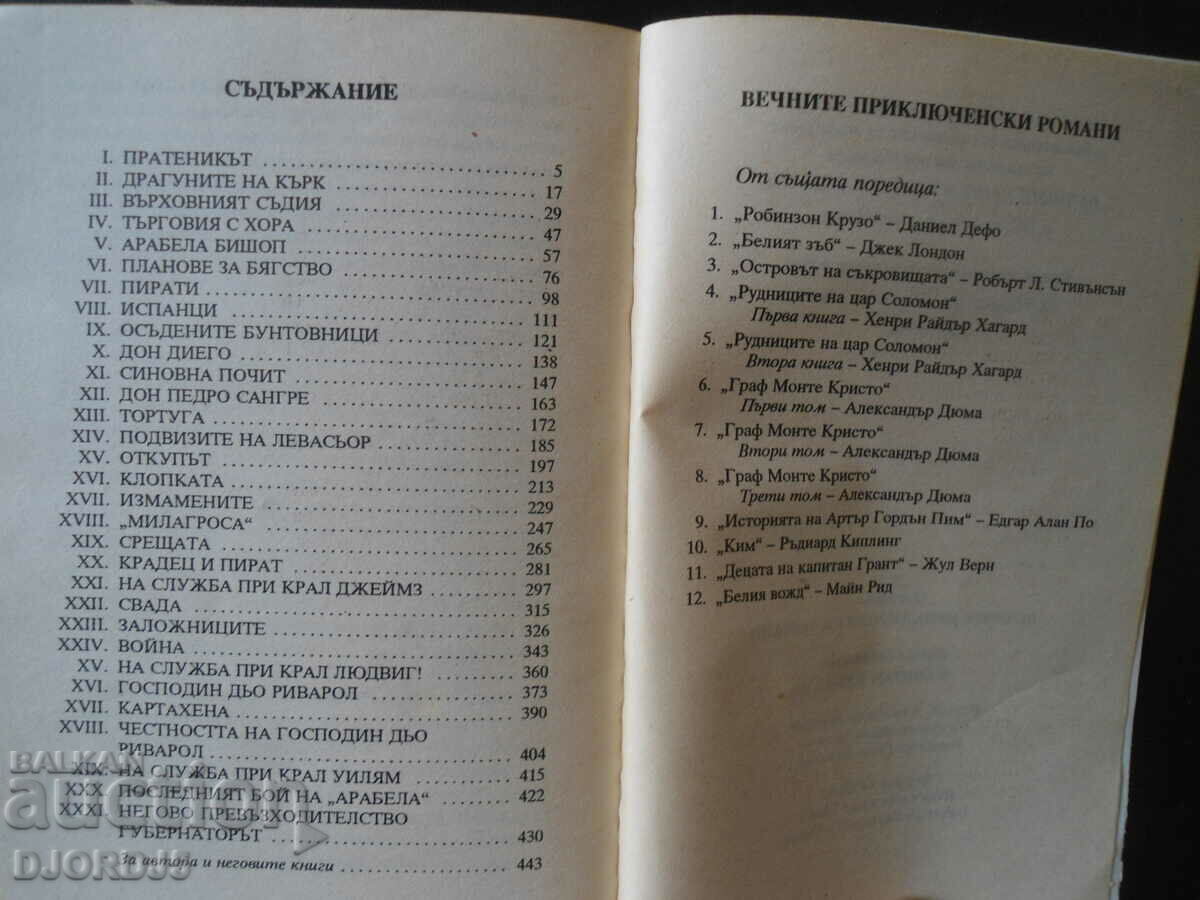 СЪДЪРЖАНИЕ
I. ПРАТЕНИКЪТ ........ 5
II. ДРАГУНИТЕ НА КЪРК ........ 17
III. ВЪРХОВНИЯТ СЪДИЯ ........ 29
IV. ТЪРГОВИЯ С ХОРА ........ 47
V. АРАБЕЛА БИШОП ........ 57
VI. ПЛАНОВЕ ЗА БЯГСТВО ........ 76
VII. ПИРАТИ ........ 98
VIII. ИСПАНЦИ ........ 111
IX. ОСЪДЕНИТЕ БУНТОВНИЦИ ........ 121
X. ДОН ДИЕГО ........ 138
XI. СИНОВНА ПОЧИТ ........ 147
XII. ДОН ПЕДРО САНГРЕ ........ 163
XIII. ТОРТУГА ........ 172
XIV. ПОДВИЗИТЕ НА ЛЕВАСЬОР ........ 185
XV. ОТКУПЪТ ........ 197
XVI. КЛОПКАТА ........ 213
XVII. ИЗМАМЕНИТЕ ........ 229
XVIII. „МИЛАГРОСА“ ........ 247
XIX. СРЕЩАТА ........ 265
XX. КРАДЕЦ И ПИРАТ ........ 281
XXI. НА СЛУЖБА ПРИ КРАЛ ДЖЕЙМЗ ........ 297
XXII. СВАДА ........ 315
XXIII. ЗАЛОЖНИЦИТЕ ........ 326
XXIV. ВОЙНА ........ 343
XV. НА СЛУЖБА ПРИ КРАЛ ЛЮДВИГ! ........ 360
XVI. ГОСПОДИН ДЬО РИВАРОЛ ........ 373
XVII. КАРТАХЕНА ........ 390
XVIII. ЧЕСТНОСТТА НА ГОСПОДИН ДЬО
РИВАРОЛ ........ 404
XIX. НА СЛУЖБА ПРИ КРАЛ УИЛЯМ ........ 415
XXX ПОСЛЕДНИЯТ БОЙ НА „АРАБЕЛА“ ........ 422
XXXI. НЕГОВО ПРЕВЪЗХОДИТЕЛСТВО
ГУБЕРНАТОРЪТ ........ 430
За автора и неговите книги ........ 443
ВЕЧНИТЕ ПРИКЛЮЧЕНСКИ РОМАНИ
От същата поредица:
1. „Робинзон Крузо“ – Даниел Дефо
2. „Белият зъб“ – Джек Лондон
3. „Островът на съкровищата“ – Робърт Л. Стивънсън
4. „Рудниците на цар Соломон“
Първа книга – Хенри Райдър Хагард
5. „Рудниците на цар Соломон“
Втора книга – Хенри Райдър Хагард
6. „Граф Монте Кристо“
Първи том – Александър Дюма
7. „Граф Монте Кристо“
Втори том – Александър Дюма
8. „Граф Монте Кристо“
Трети том – Александър Дюма
9. „Историята на Артър Гордън Пим“ – Едгар Алан По
10. „Ким“ – Ръдиард Киплинг
11. „Децата на капитан Грант“ – Жул Верн
12. „Белия вожд“ – Майн Рид
BALKAN
auction
DJORDJJ